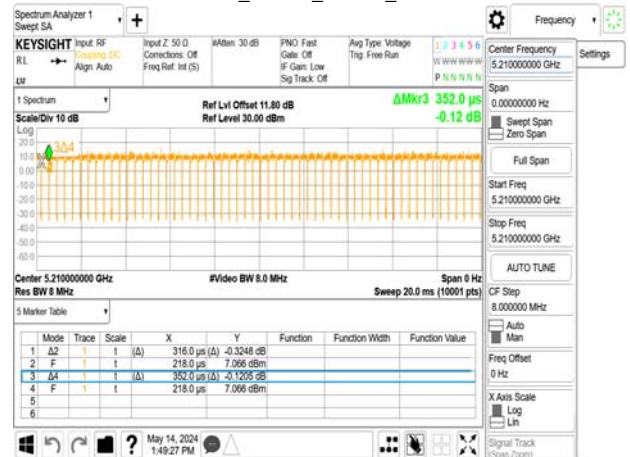 Spectrum Analyzer 1
Swept SA
Frequency
KEYSIGHT
RL
Input: RF
Coupling: DC
Align: Auto
Input Z: 50 Ω
Corrections: Off
Freq Ref: Int (S)
#Atten: 30 dB
PNO: Fast
Gate: Off
IF Gain: Low
Sig Track: Off
Avg Type: Voltage
Trig: Free Run
1 2 3 4 5 6
W W W W W W
P N N N N N
Center Frequency
5.210000000 GHz
Settings
Span
0.00000000 Hz
Swept Span
Zero Span
Full Span
Start Freq
5.210000000 GHz
Stop Freq
5.210000000 GHz
AUTO TUNE
CF Step
8.000000 MHz
Auto
Man
Freq Offset
0 Hz
X Axis Scale
Log
Lin
Signal Track
(Span Zoom)
1 Spectrum
Scale/Div 10 dB
Ref Lvl Offset 11.80 dB
Ref Level 30.00 dBm
ΔMkr3 352.0 µs
-0.12 dB
Log
20.0
10.0
0.00
-10.0
-20.0
-30.0
-40.0
-50.0
-60.0
3Δ4
Center 5.210000000 GHz
Res BW 8 MHz
#Video BW 8.0 MHz
Span 0 Hz
Sweep 20.0 ms (10001 pts)
5 Marker Table
Mode Trace Scale X Y Function Function Width Function Value
1 Δ2 1 t (Δ) 316.0 µs (Δ) -0.3248 dB
2 F 1 t 218.0 µs 7.066 dBm
3 Δ4 1 t (Δ) 352.0 µs (Δ) -0.1205 dB
4 F 1 t 218.0 µs 7.066 dBm
5
6
May 14, 2024
1:49:27 PM